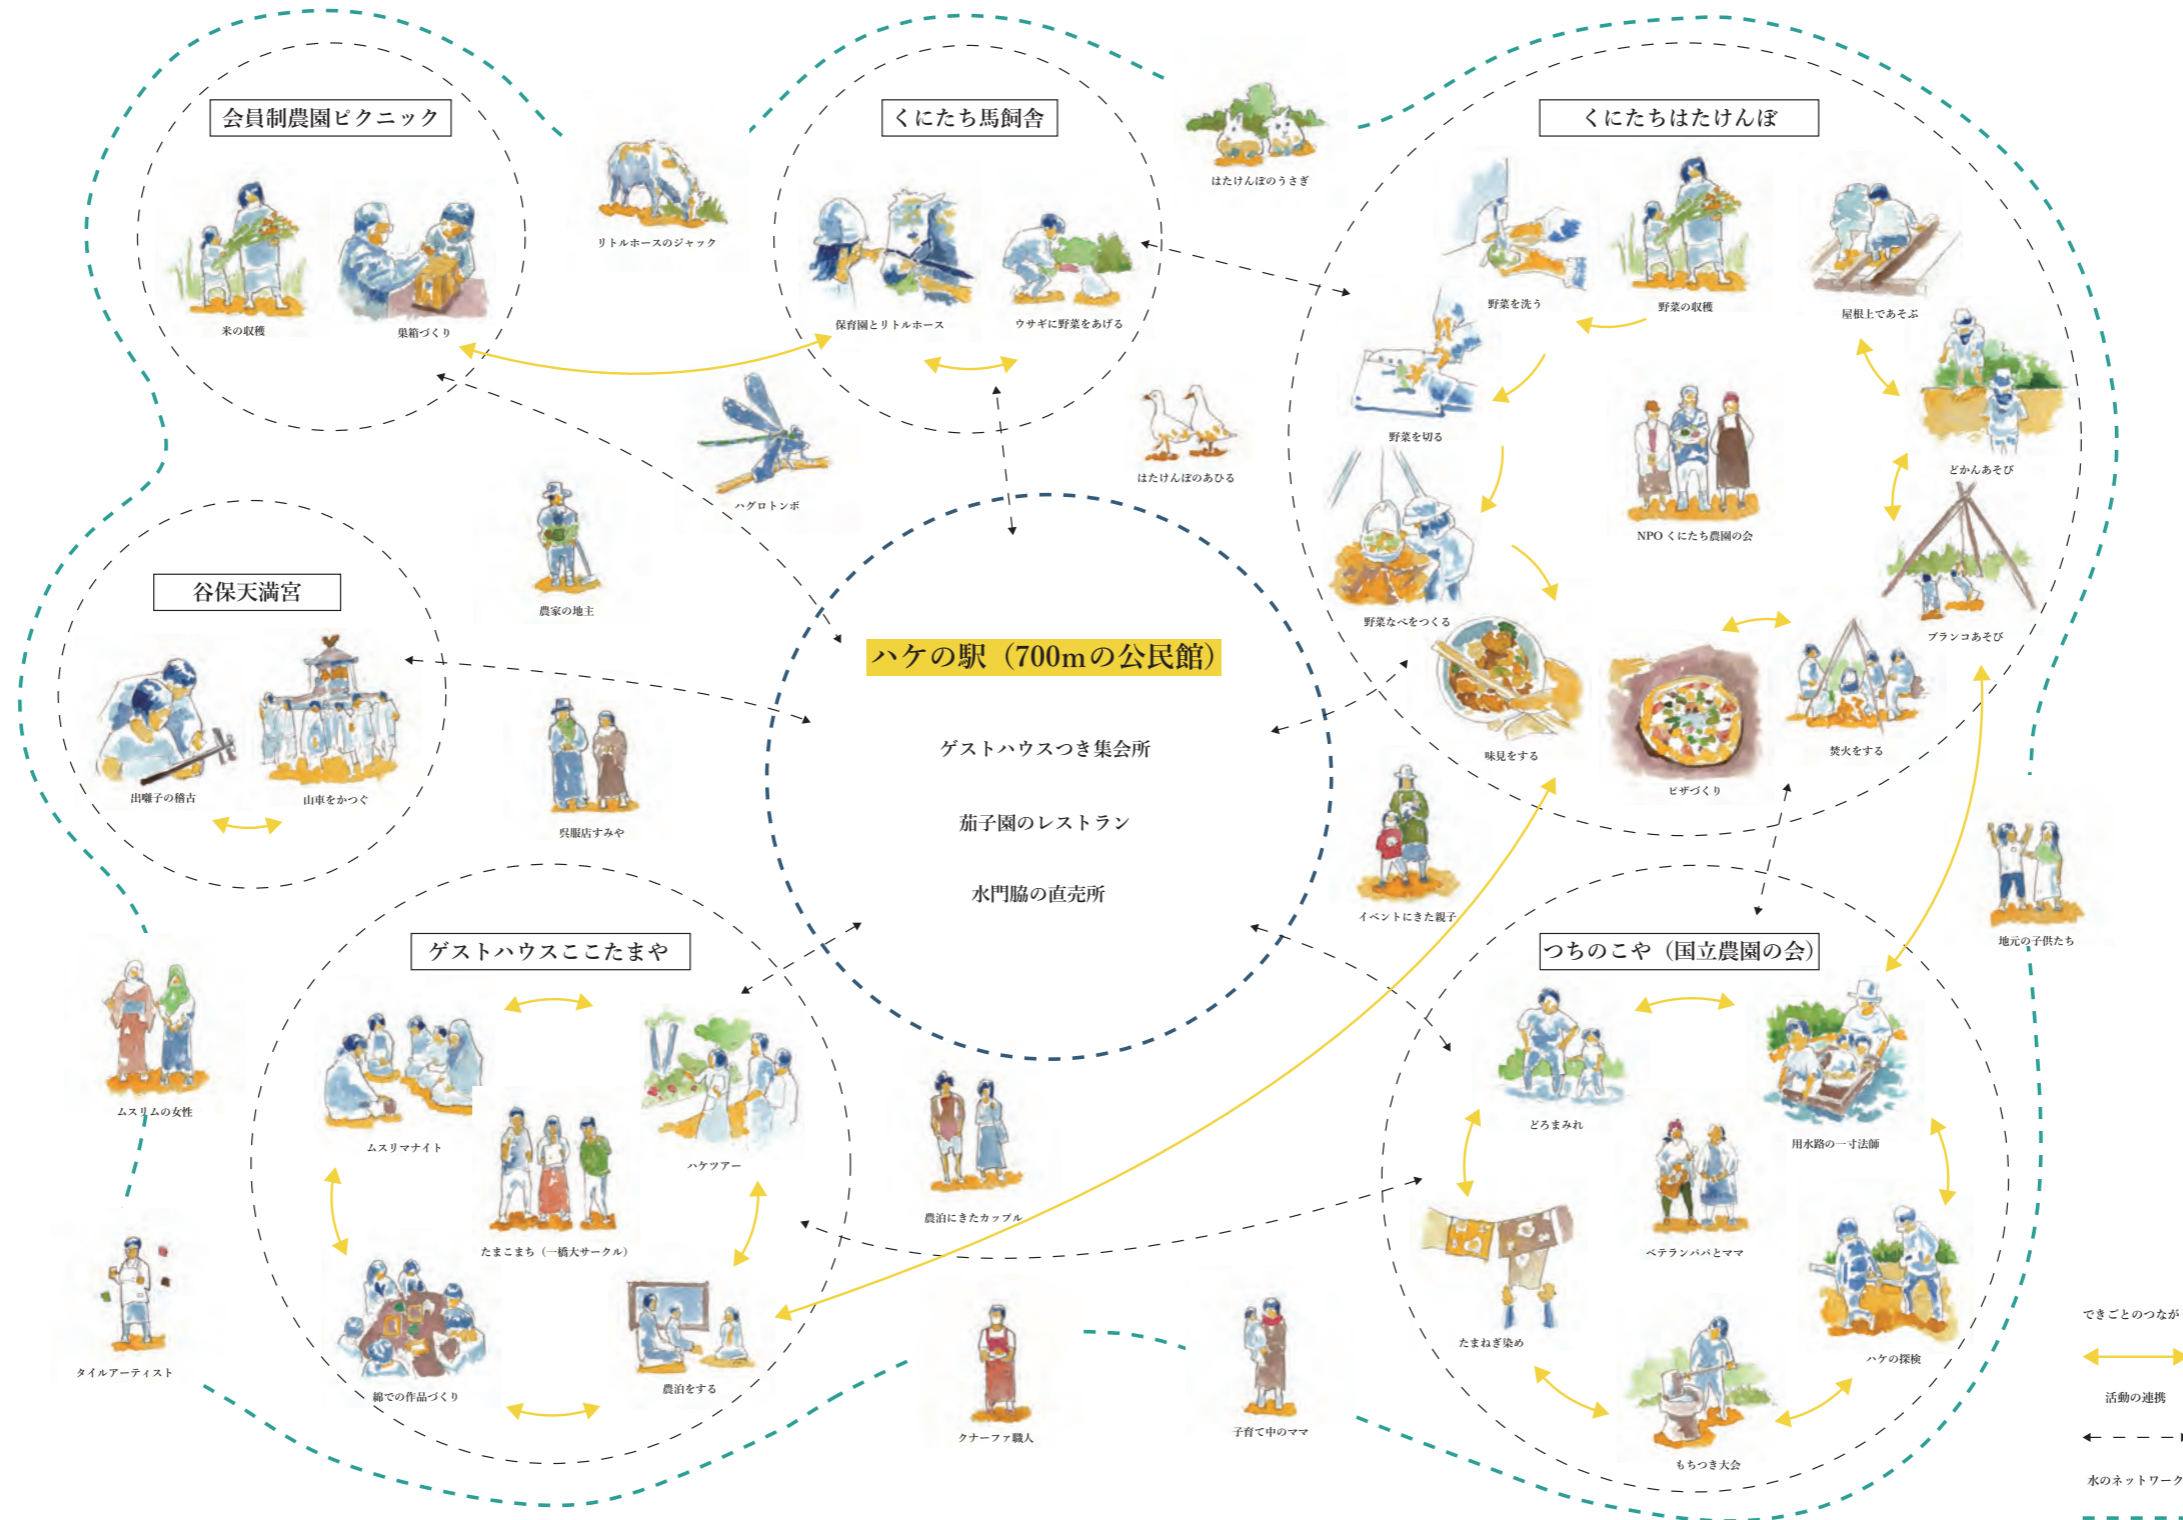 会員制農園ピクニック
米の収穫
巣箱づくり
リトルホースのジャック
くにたち馬飼舎
保育園とリトルホース
ウサギに野菜をあげる
はたけんぼのうさぎ
くにたちはたけんぼ
野菜を洗う
野菜の収穫
屋根上であそぶ
野菜を切る
どかんあそび
NPO くにたち農園の会
野菜なべをつくる
ブランコあそび
味見をする
ピザづくり
焚火をする
ハグロトンボ
はたけんぼのあひる
農家の地主
谷保天満宮
出囃子の稽古
山車をかつぐ
呉服店すみや
ハケの駅（700mの公民館）
ゲストハウスつき集会所
茄子園のレストラン
水門脇の直売所
イベントにきた親子
地元の子供たち
ゲストハウスここたまや
ムスリマナイト
ハケツアー
たまこまち（一橋大サークル）
綿での作品づくり
農泊をする
ムスリムの女性
タイルアーティスト
農泊にきたカップル
クナーファ職人
子育て中のママ
つちのこや（国立農園の会）
どろまみれ
用水路の一寸法師
ベテランパパとママ
たまねぎ染め
ハケの探検
もちつき大会
できごとのつなが
活動の連携
水のネットワーク